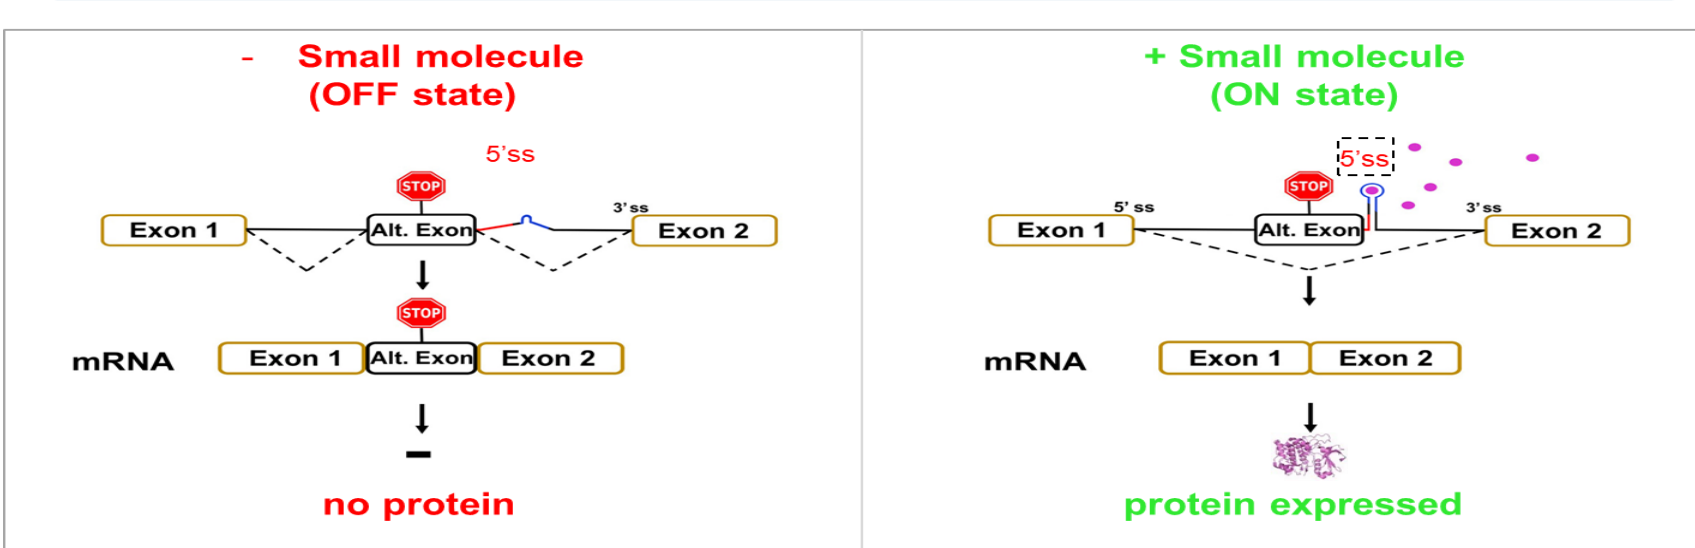 - Small molecule
(OFF state)
5'ss
STOP
3' ss
Exon 1
Alt. Exon
Exon 2
STOP
mRNA
Exon 1
Alt. Exon
Exon 2
no protein
+ Small molecule
(ON state)
5'ss
STOP
5' ss
3' ss
Exon 1
Alt. Exon
Exon 2
mRNA
Exon 1
Exon 2
protein expressed